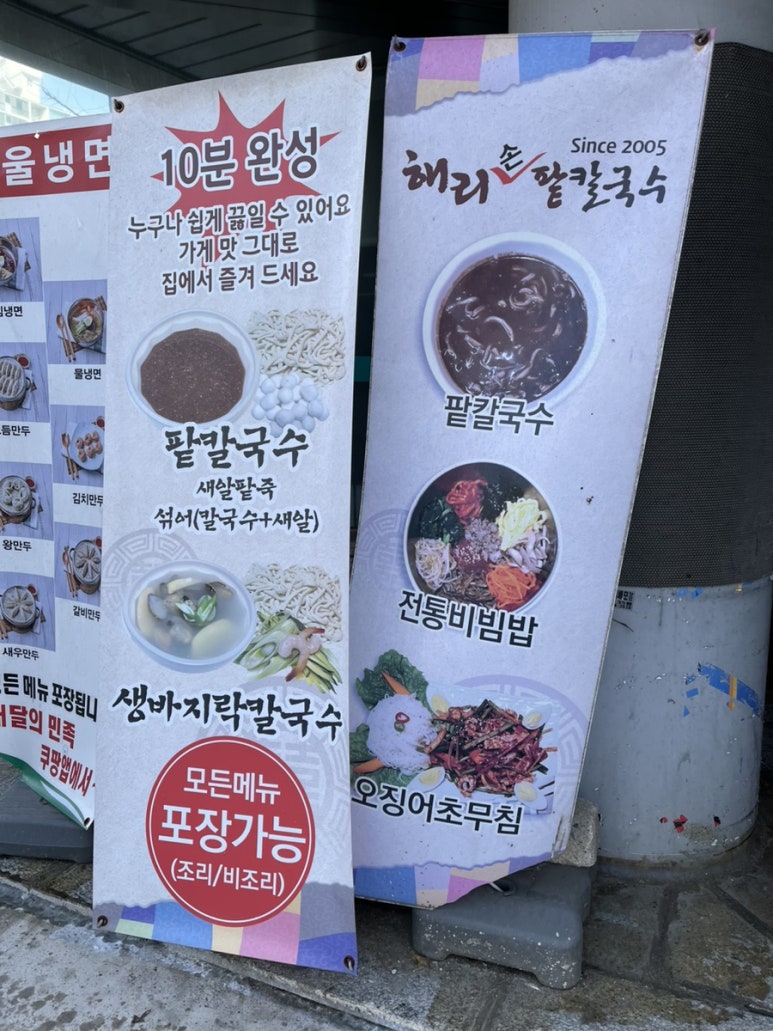 울냉면
물냉면
김치만두
왕만두
갈비만두
새우만두
든 메뉴 포장됩니
달의 민족
쿠팡앱에서
10분 완성
누구나 쉽게 끓일 수 있어요
가게 맛 그대로
집에서 즐겨 드세요
팥칼국수
새알팥죽
섞어(칼국수+새알)
생바지락칼국수
모든메뉴
포장가능
(조리/비조리)
Since 2005
해리 손 팥칼국수
팥칼국수
전통비빔밥
오징어초무침